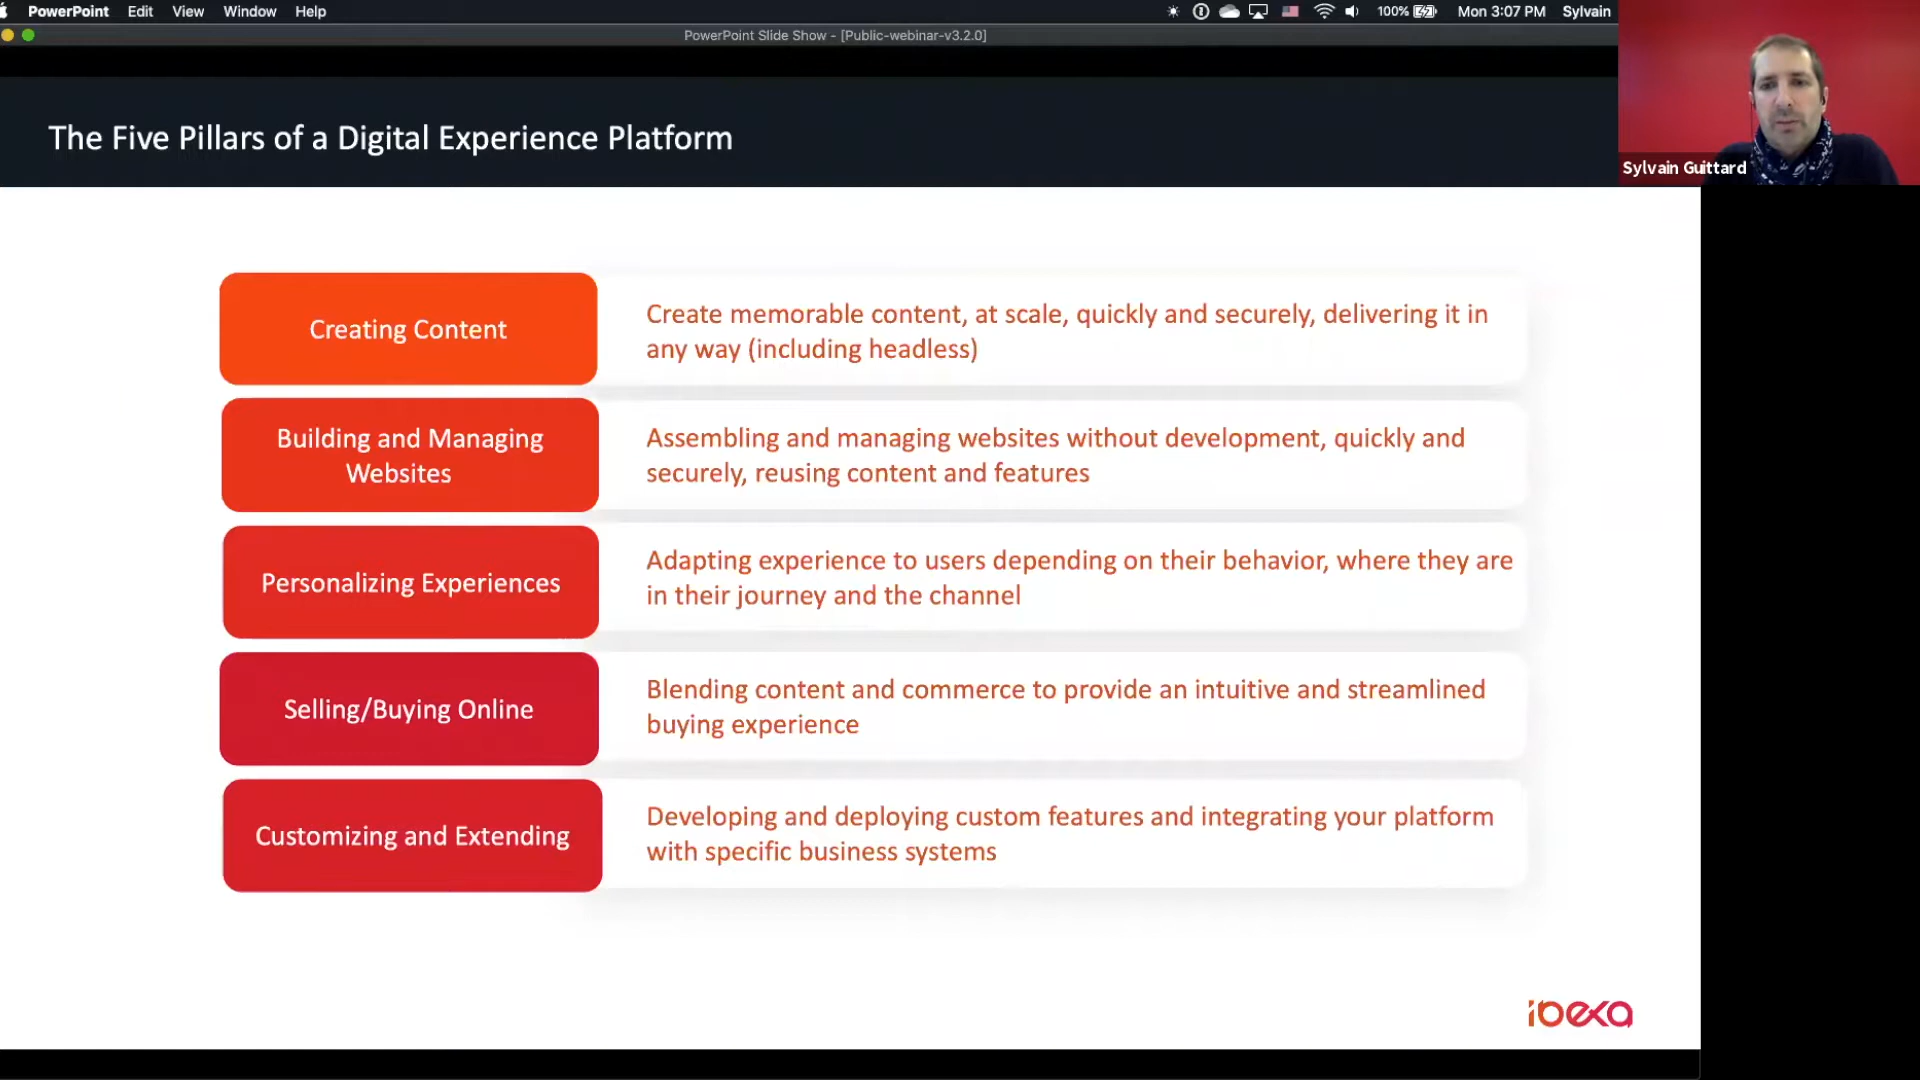 PowerPoint Edit View Window Help 100% Mon 3:07 PM Sylvain
PowerPoint Slide Show - [Public-webinar-v3.2.0]
The Five Pillars of a Digital Experience Platform
Sylvain Guittard
Creating Content
Create memorable content, at scale, quickly and securely, delivering it in
any way (including headless)
Building and Managing
Websites
Assembling and managing websites without development, quickly and
securely, reusing content and features
Personalizing Experiences
Adapting experience to users depending on their behavior, where they are
in their journey and the channel
Selling/Buying Online
Blending content and commerce to provide an intuitive and streamlined
buying experience
Customizing and Extending
Developing and deploying custom features and integrating your platform
with specific business systems
ibexa